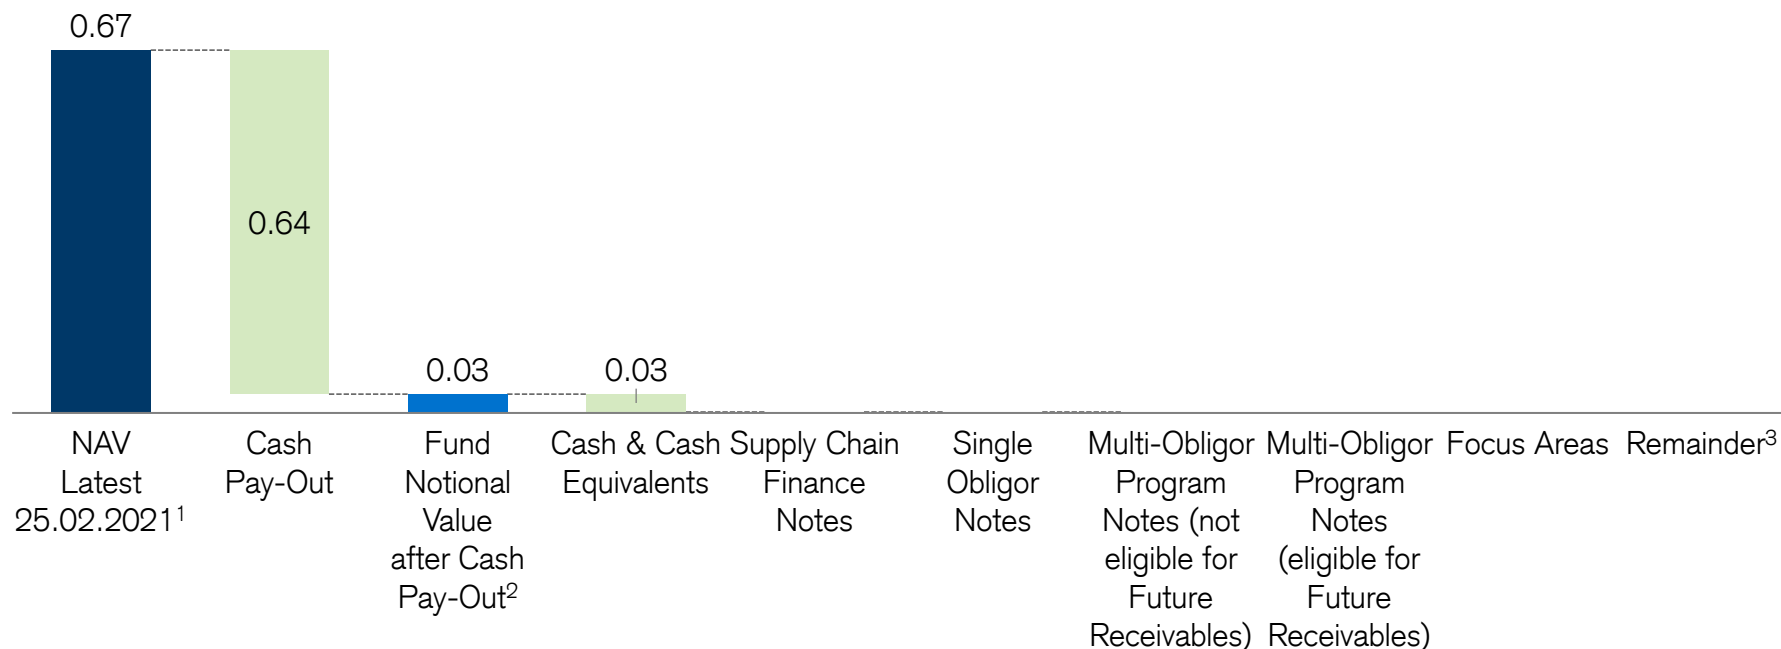 0.67
0.64
0.03
0.03
NAV
Latest
25.02.2021¹
Cash
Pay-Out
Fund
Notional
Value
after Cash
Pay-Out²
Cash & Cash
Equivalents
Supply Chain
Finance
Notes
Single
Obligor
Notes
Multi-Obligor
Program
Notes (not
eligible for
Future
Receivables)
Multi-Obligor
Program
Notes
(eligible for
Future
Receivables)
Focus Areas
Remainder³